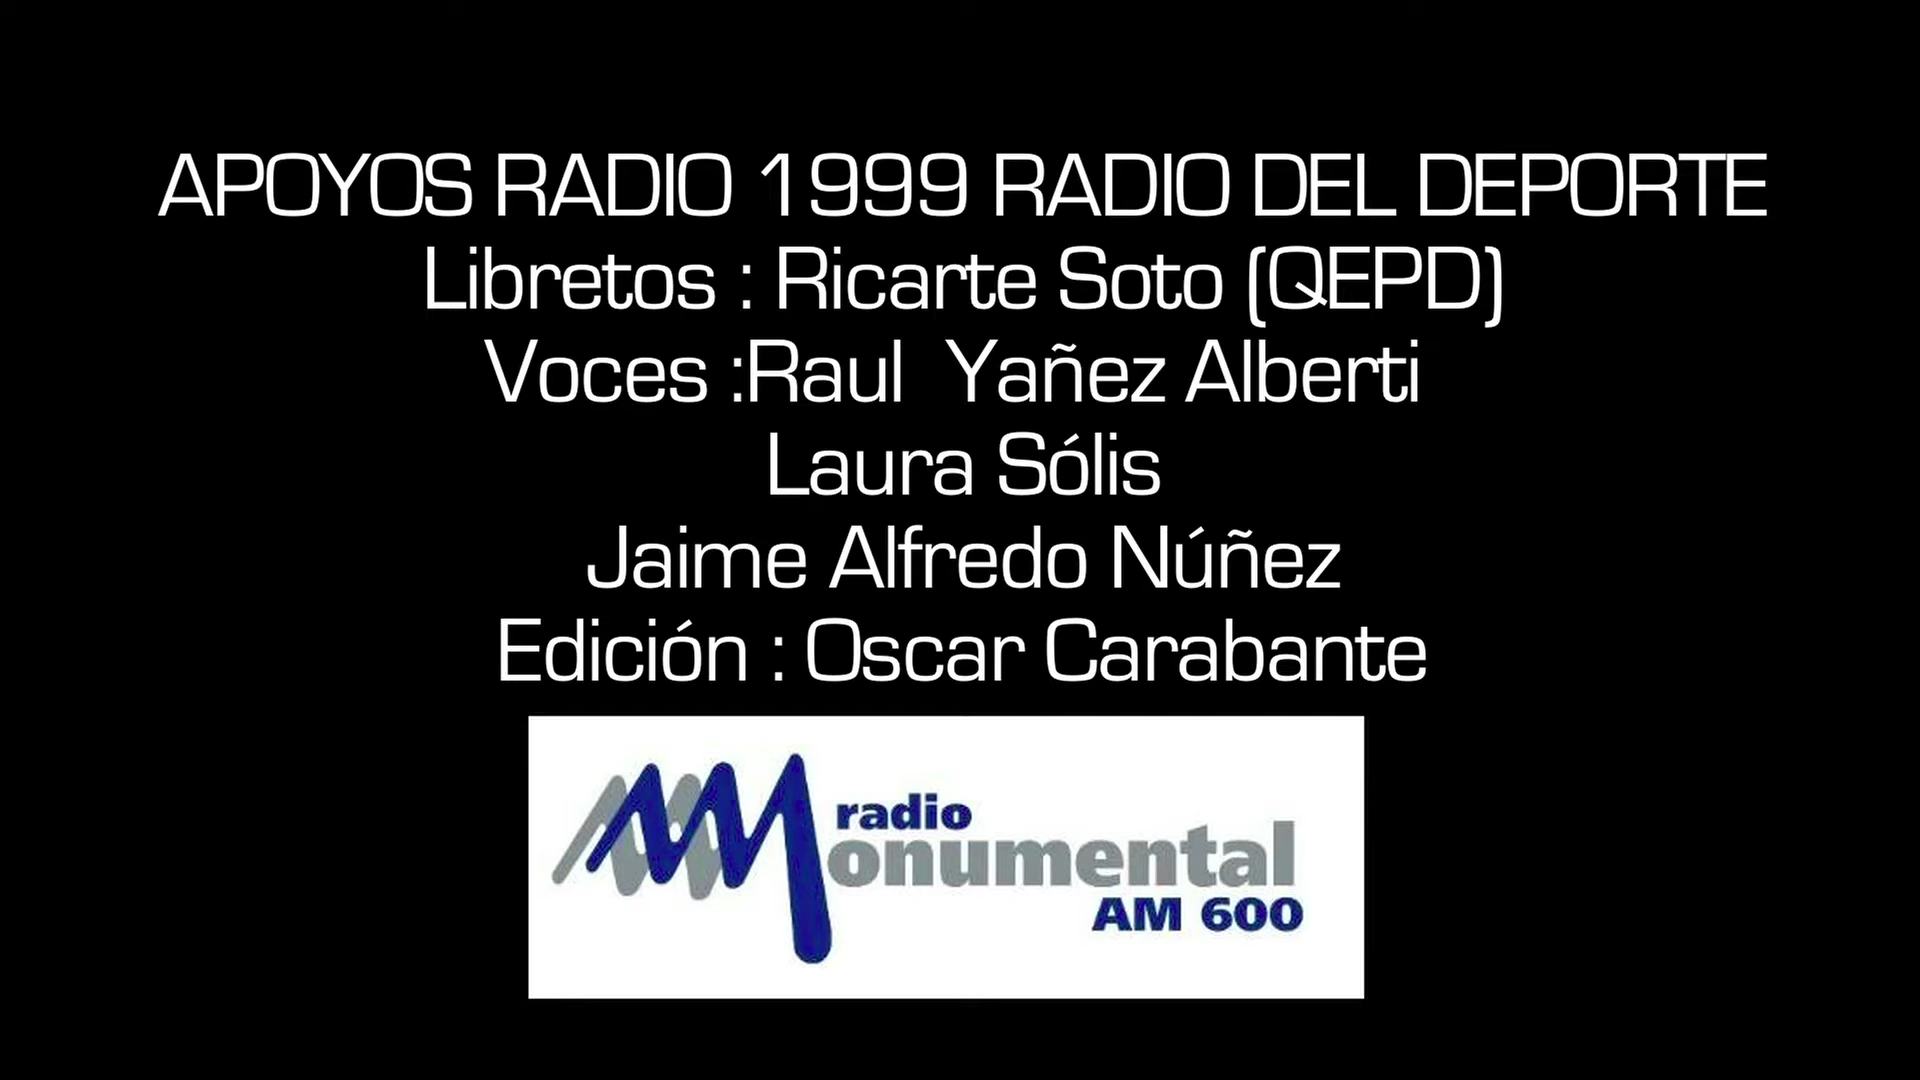 APOYOS RADIO 1999 RADIO DEL DEPORTE
Libretos : Ricarte Soto (QEPD)
Voces :Raul  Yañez Alberti
Laura Sólis
Jaime Alfredo Núñez
Edición : Oscar Carabante
radio
Monumental
AM 600